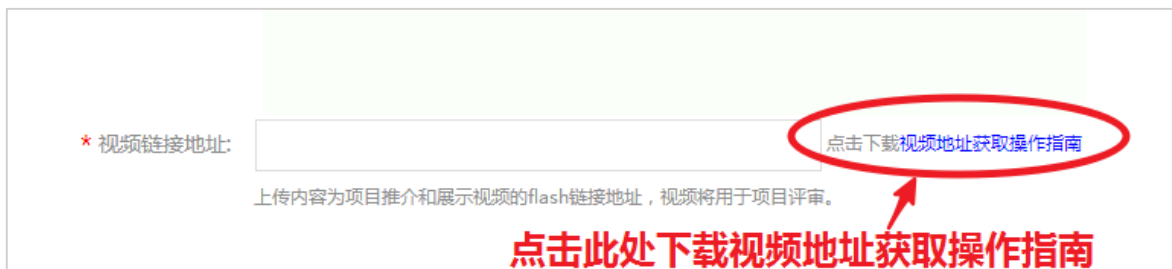 * 视频链接地址: 点击下载视频地址获取操作指南
上传内容为项目推介和展示视频的flash链接地址，视频将用于项目评审。
点击此处下载视频地址获取操作指南